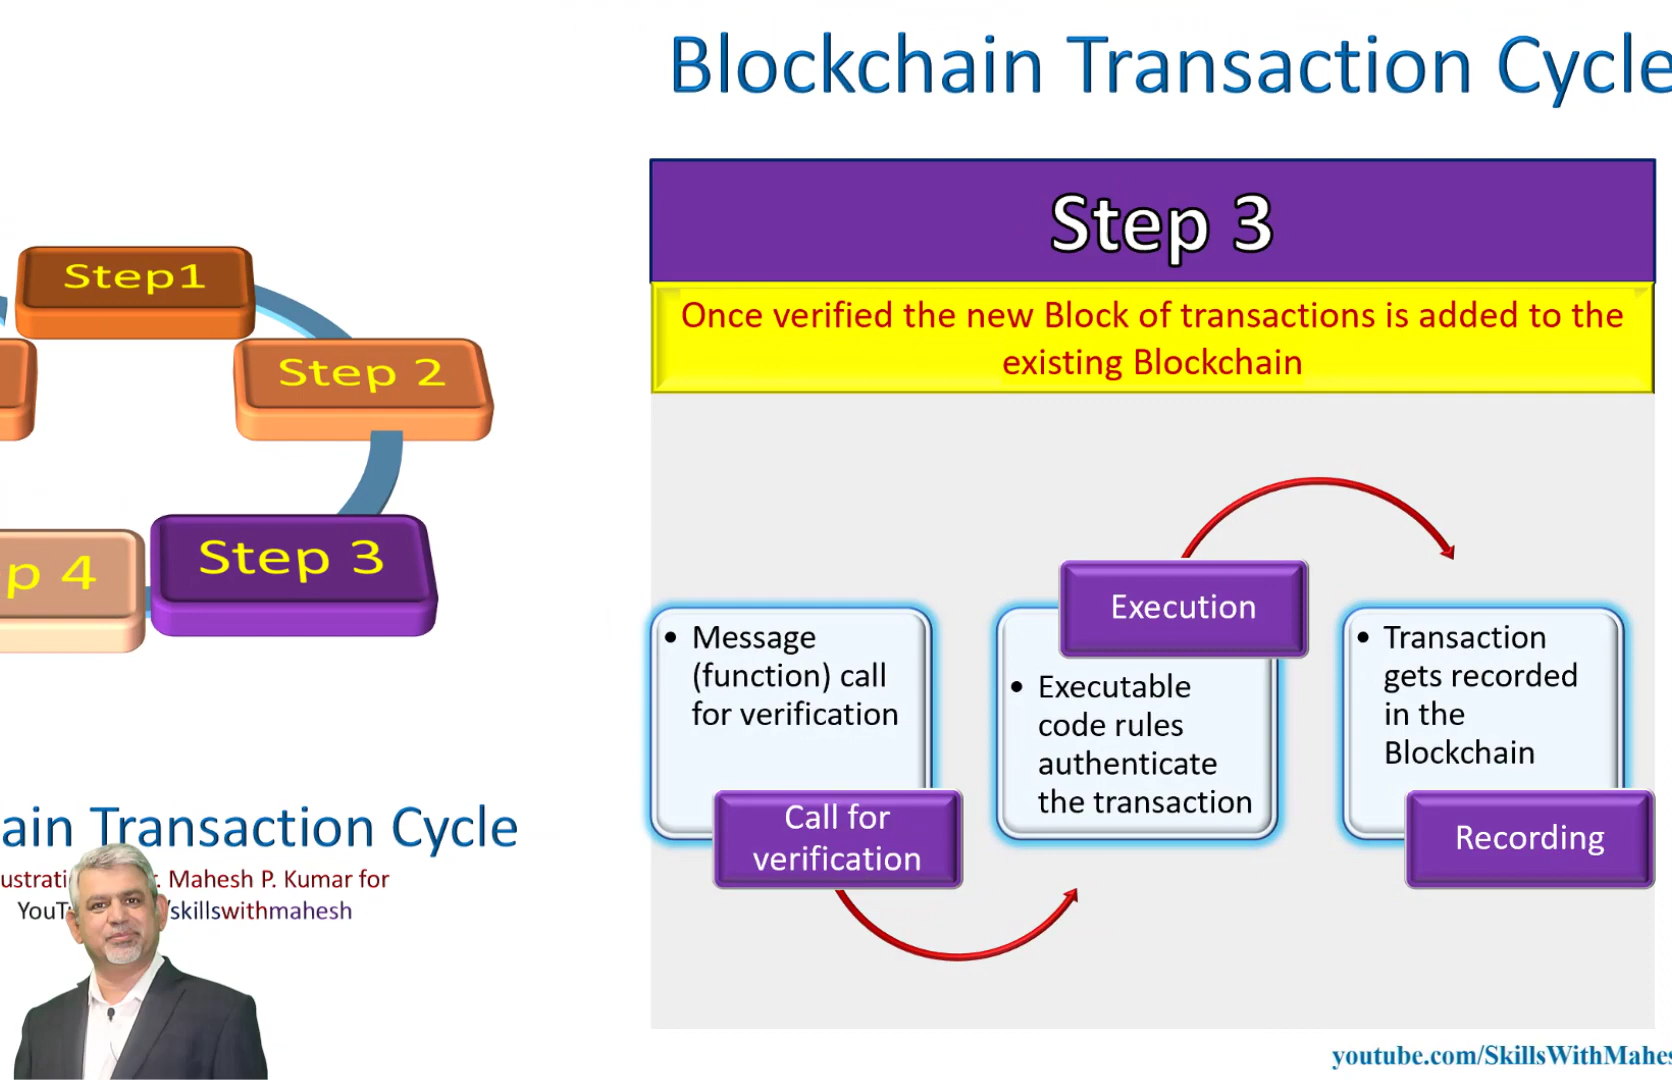 Blockchain Transaction Cycle
Step 3
Once verified the new Block of transactions is added to the
existing Blockchain
Step1
Step 2
Step 3
p 4
• Message
(function) call
for verification
Call for
verification
Execution
• Executable
code rules
authenticate
the transaction
• Transaction
gets recorded
in the
Blockchain
Recording
ain Transaction Cycle
ustrati r. Mahesh P. Kumar for
YouT /skillswithmahesh
youtube.com/SkillsWithMahes